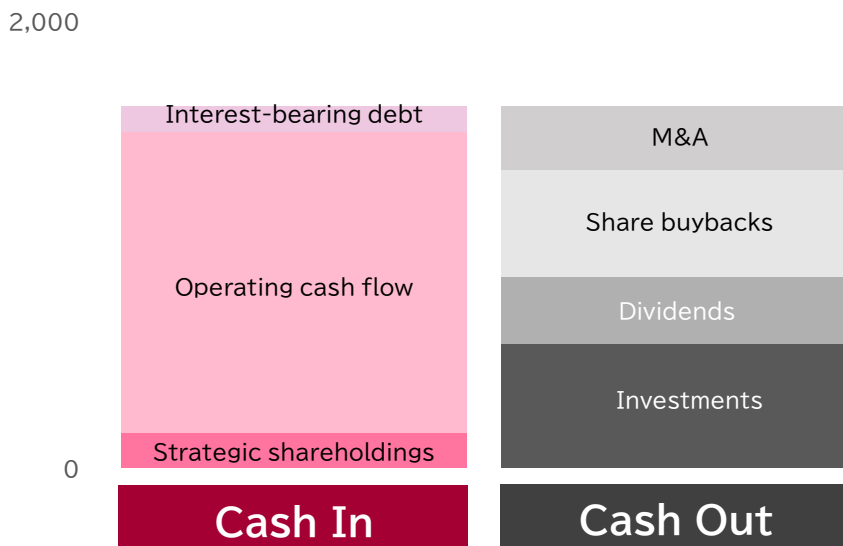 2,000
Interest-bearing debt
Operating cash flow
Strategic shareholdings
0
Cash In
M&A
Share buybacks
Dividends
Investments
Cash Out